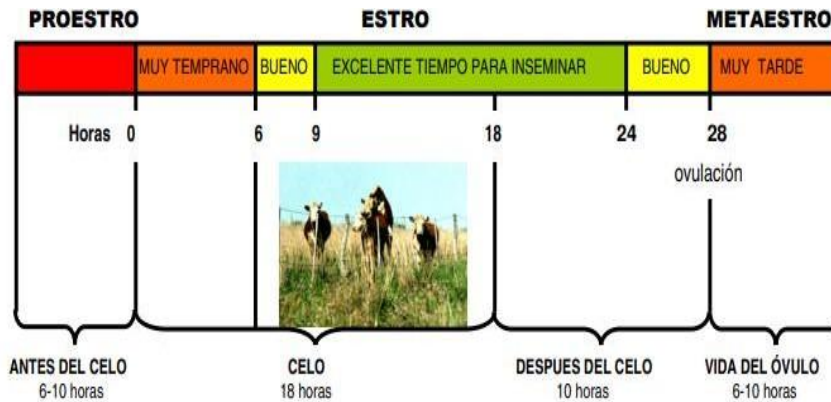 PROESTRO ESTRO METAESTRO
MUY TEMPRANO BUENO EXCELENTE TIEMPO PARA INSEMINAR BUENO MUY TARDE
Horas 0 6 9 18 24 28
ovulación
ANTES DEL CELO CELO DESPUES DEL CELO VIDA DEL ÓVULO
6-10 horas 18 horas 10 horas 6-10 horas